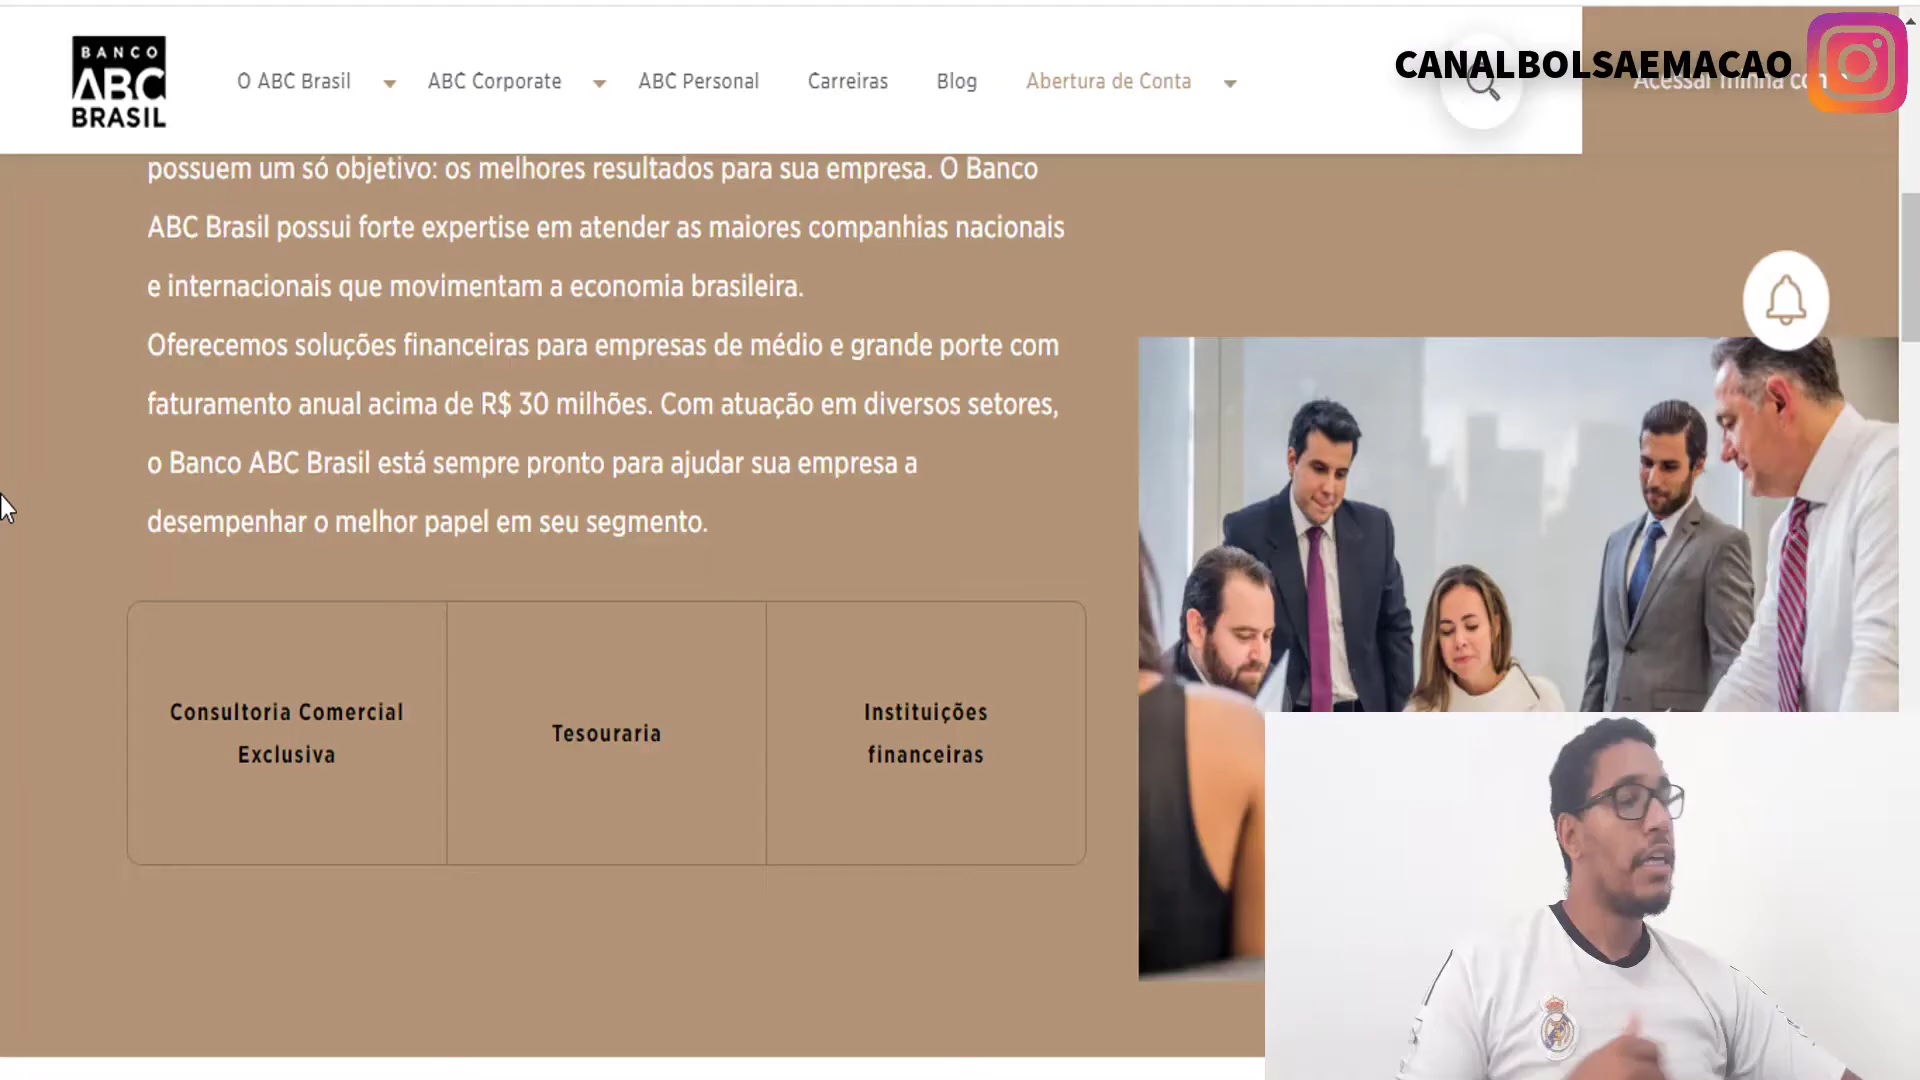 BANCO
ABC
BRASIL
O ABC Brasil
ABC Corporate
ABC Personal
Carreiras
Blog
Abertura de Conta
CANALBOLSAEMACAO
Acessar minha
possuem um só objetivo: os melhores resultados para sua empresa. O Banco
ABC Brasil possui forte expertise em atender as maiores companhias nacionais
e internacionais que movimentam a economia brasileira.
Oferecemos soluções financeiras para empresas de médio e grande porte com
faturamento anual acima de R$ 30 milhões. Com atuação em diversos setores,
o Banco ABC Brasil está sempre pronto para ajudar sua empresa a
desempenhar o melhor papel em seu segmento.
Consultoria Comercial
Exclusiva
Tesouraria
Instituições
financeiras